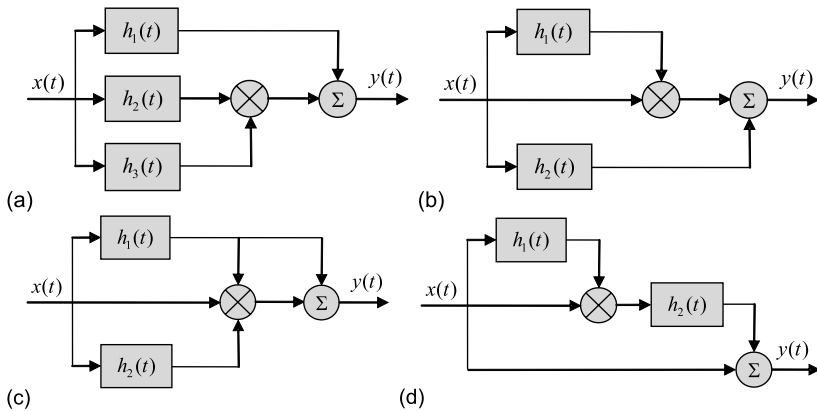 h₁(t)
x(t)
h₂(t)
Σ
y(t)
h₃(t)
(a)
h₁(t)
x(t)
Σ
y(t)
h₂(t)
(b)
h₁(t)
x(t)
Σ
y(t)
h₂(t)
(c)
h₁(t)
x(t)
h₂(t)
Σ
y(t)
(d)